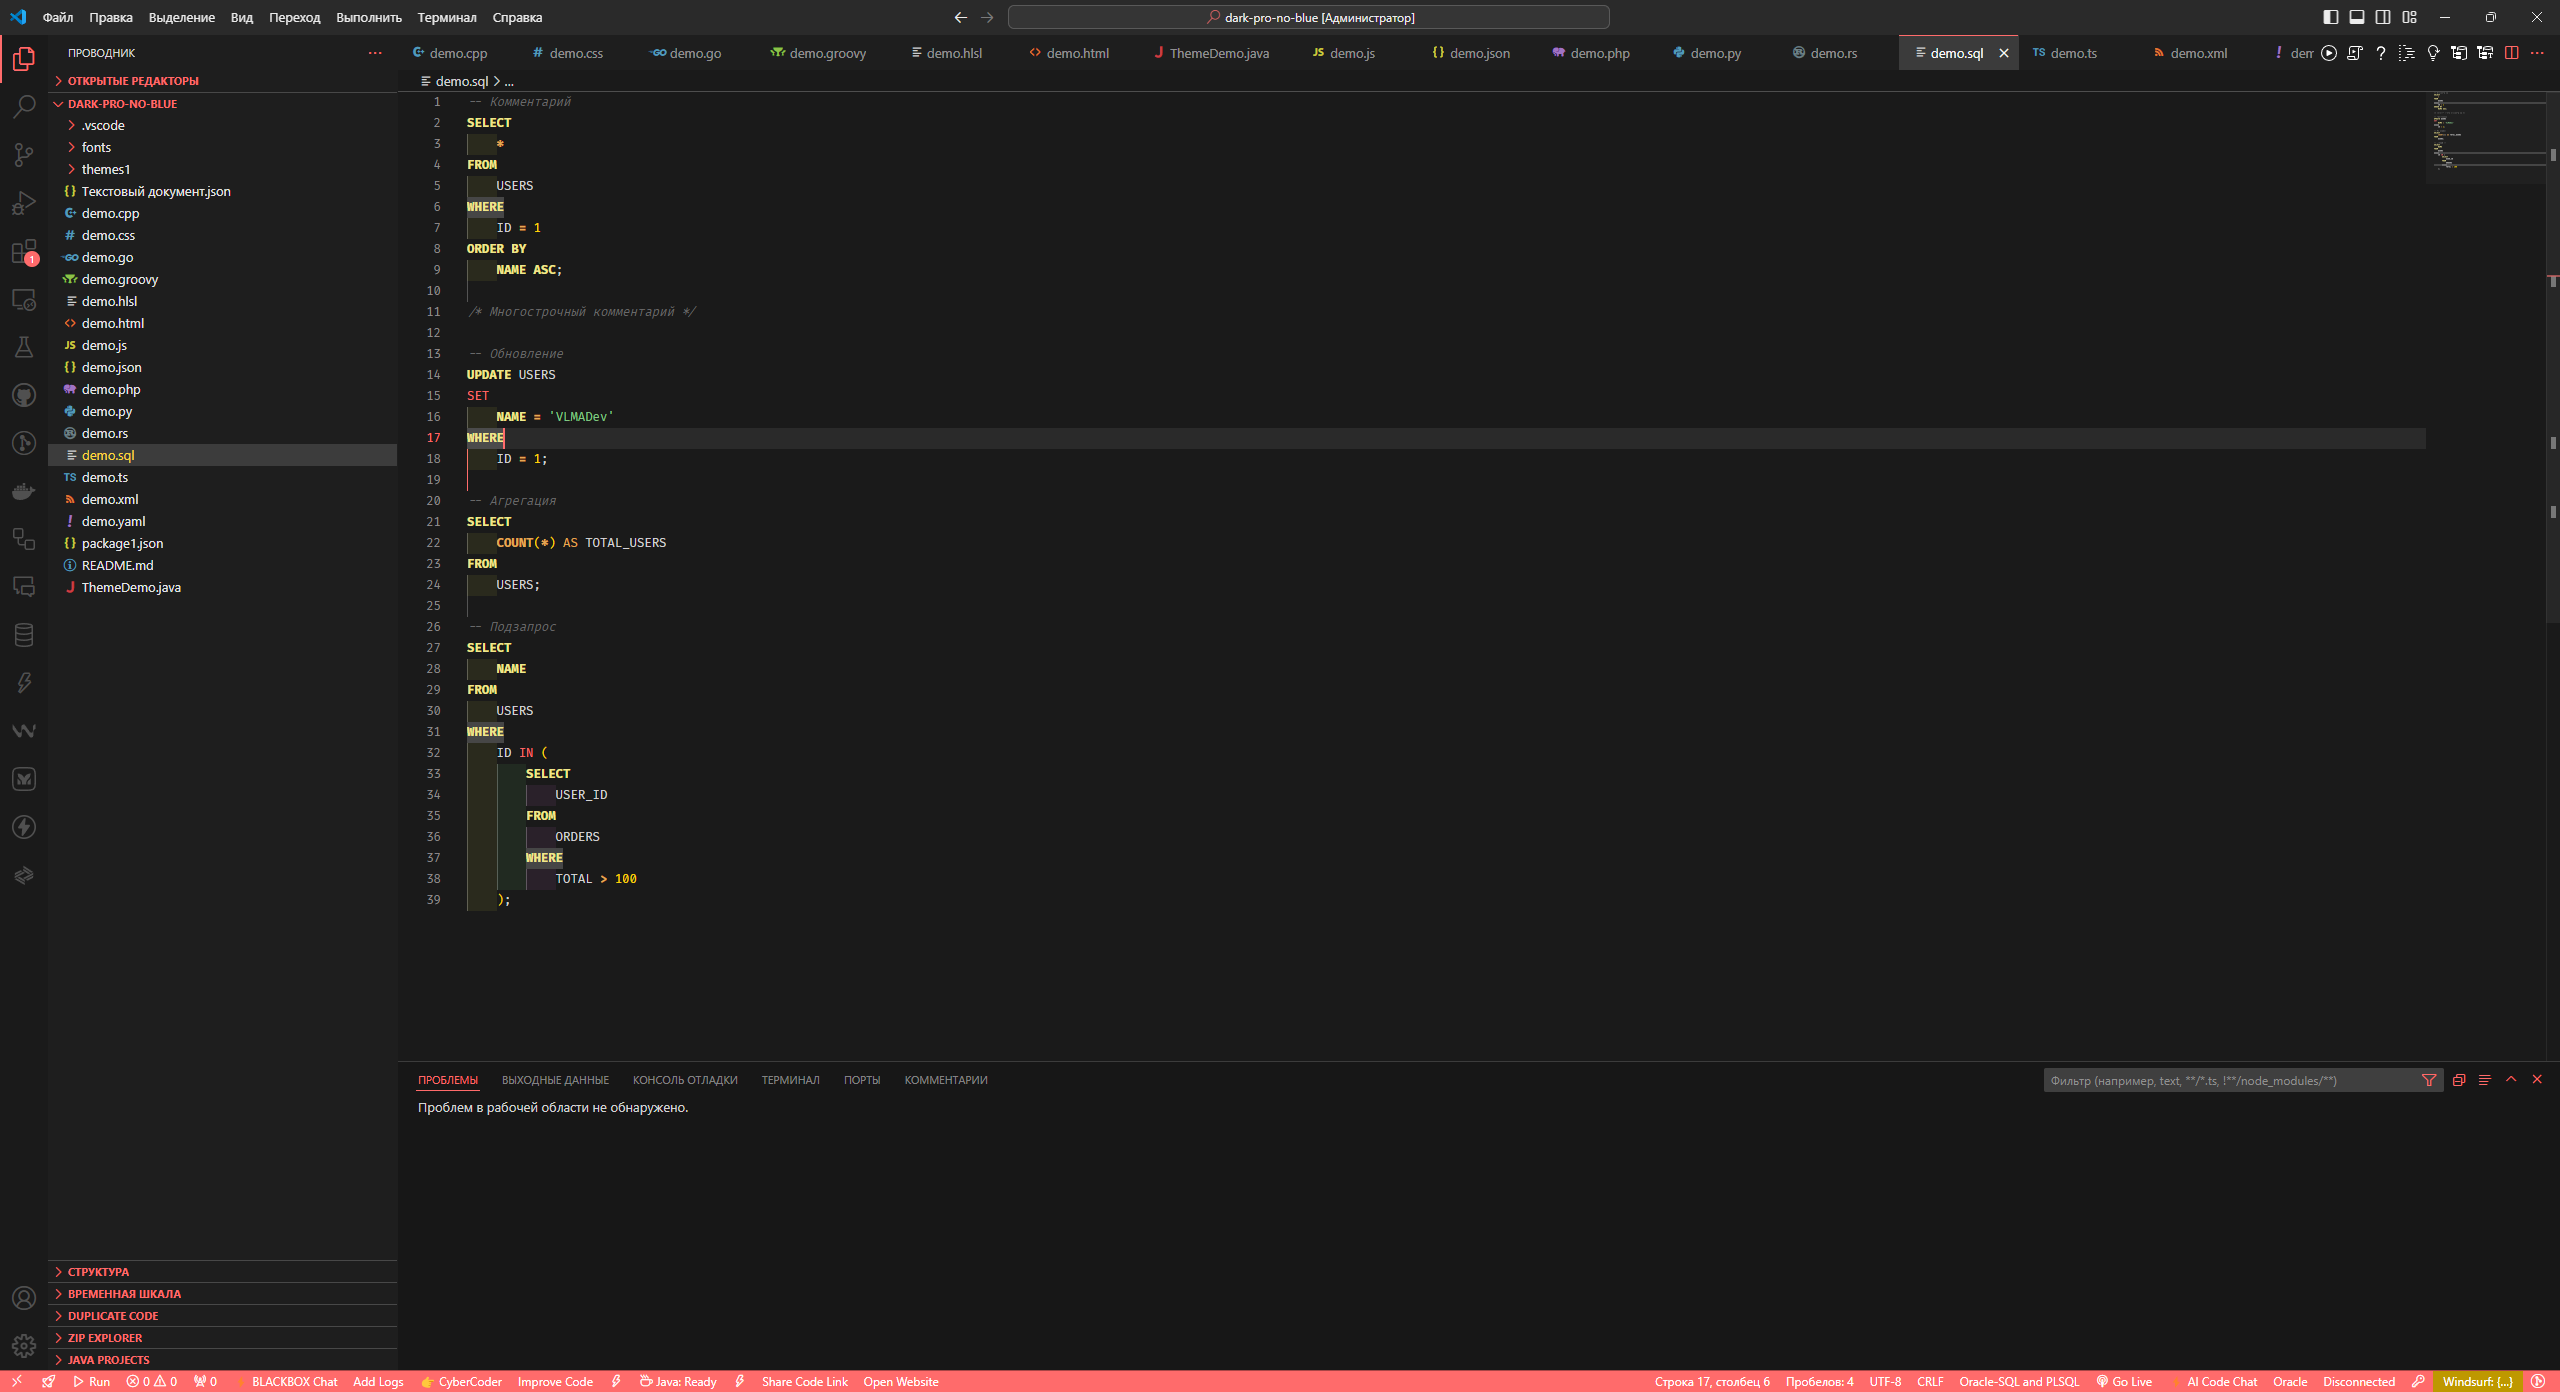 Файл Правка Выделение Вид Переход Выполнить Терминал Справка
dark-pro-no-blue [Администратор]
ПРОВОДНИК
ОТКРЫТЫЕ РЕДАКТОРЫ
DARK-PRO-NO-BLUE
.vscode
fonts
themes1
Текстовый документ.json
demo.cpp
demo.css
demo.go
demo.groovy
demo.hlsl
demo.html
demo.js
demo.json
demo.php
demo.py
demo.rs
demo.sql
demo.ts
demo.xml
demo.yaml
package1.json
README.md
ThemeDemo.java
СТРУКТУРА
ВРЕМЕННАЯ ШКАЛА
DUPLICATE CODE
ZIP EXPLORER
JAVA PROJECTS
demo.cpp demo.css demo.go demo.groovy demo.hlsl demo.html ThemeDemo.java demo.js demo.json demo.php demo.py demo.rs demo.sql demo.ts demo.xml dem
demo.sql > ...
1 -- Комментарий
2 SELECT
3 *
4 FROM
5 USERS
6 WHERE
7 ID = 1
8 ORDER BY
9 NAME ASC;
10
11 /* Многострочный комментарий */
12
13 -- Обновление
14 UPDATE USERS
15 SET
16 NAME = 'VLMADev'
17 WHERE
18 ID = 1;
19
20 -- Агрегация
21 SELECT
22 COUNT(*) AS TOTAL_USERS
23 FROM
24 USERS;
25
26 -- Подзапрос
27 SELECT
28 NAME
29 FROM
30 USERS
31 WHERE
32 ID IN (
33 SELECT
34 USER_ID
35 FROM
36 ORDERS
37 WHERE
38 TOTAL > 100
39 );
ПРОБЛЕМЫ ВЫХОДНЫЕ ДАННЫЕ КОНСОЛЬ ОТЛАДКИ ТЕРМИНАЛ ПОРТЫ КОММЕНТАРИИ
Фильтр (например, text, **/*.ts, !**/node_modules/**)
Проблем в рабочей области не обнаружено.
Run 0 0 0 BLACKBOX Chat Add Logs CyberCoder Improve Code Java: Ready Share Code Link Open Website Строка 17, столбец 6 Пробелов: 4 UTF-8 CRLF Oracle-SQL and PLSQL Go Live AI Code Chat Oracle Disconnected Windsurf: {...}